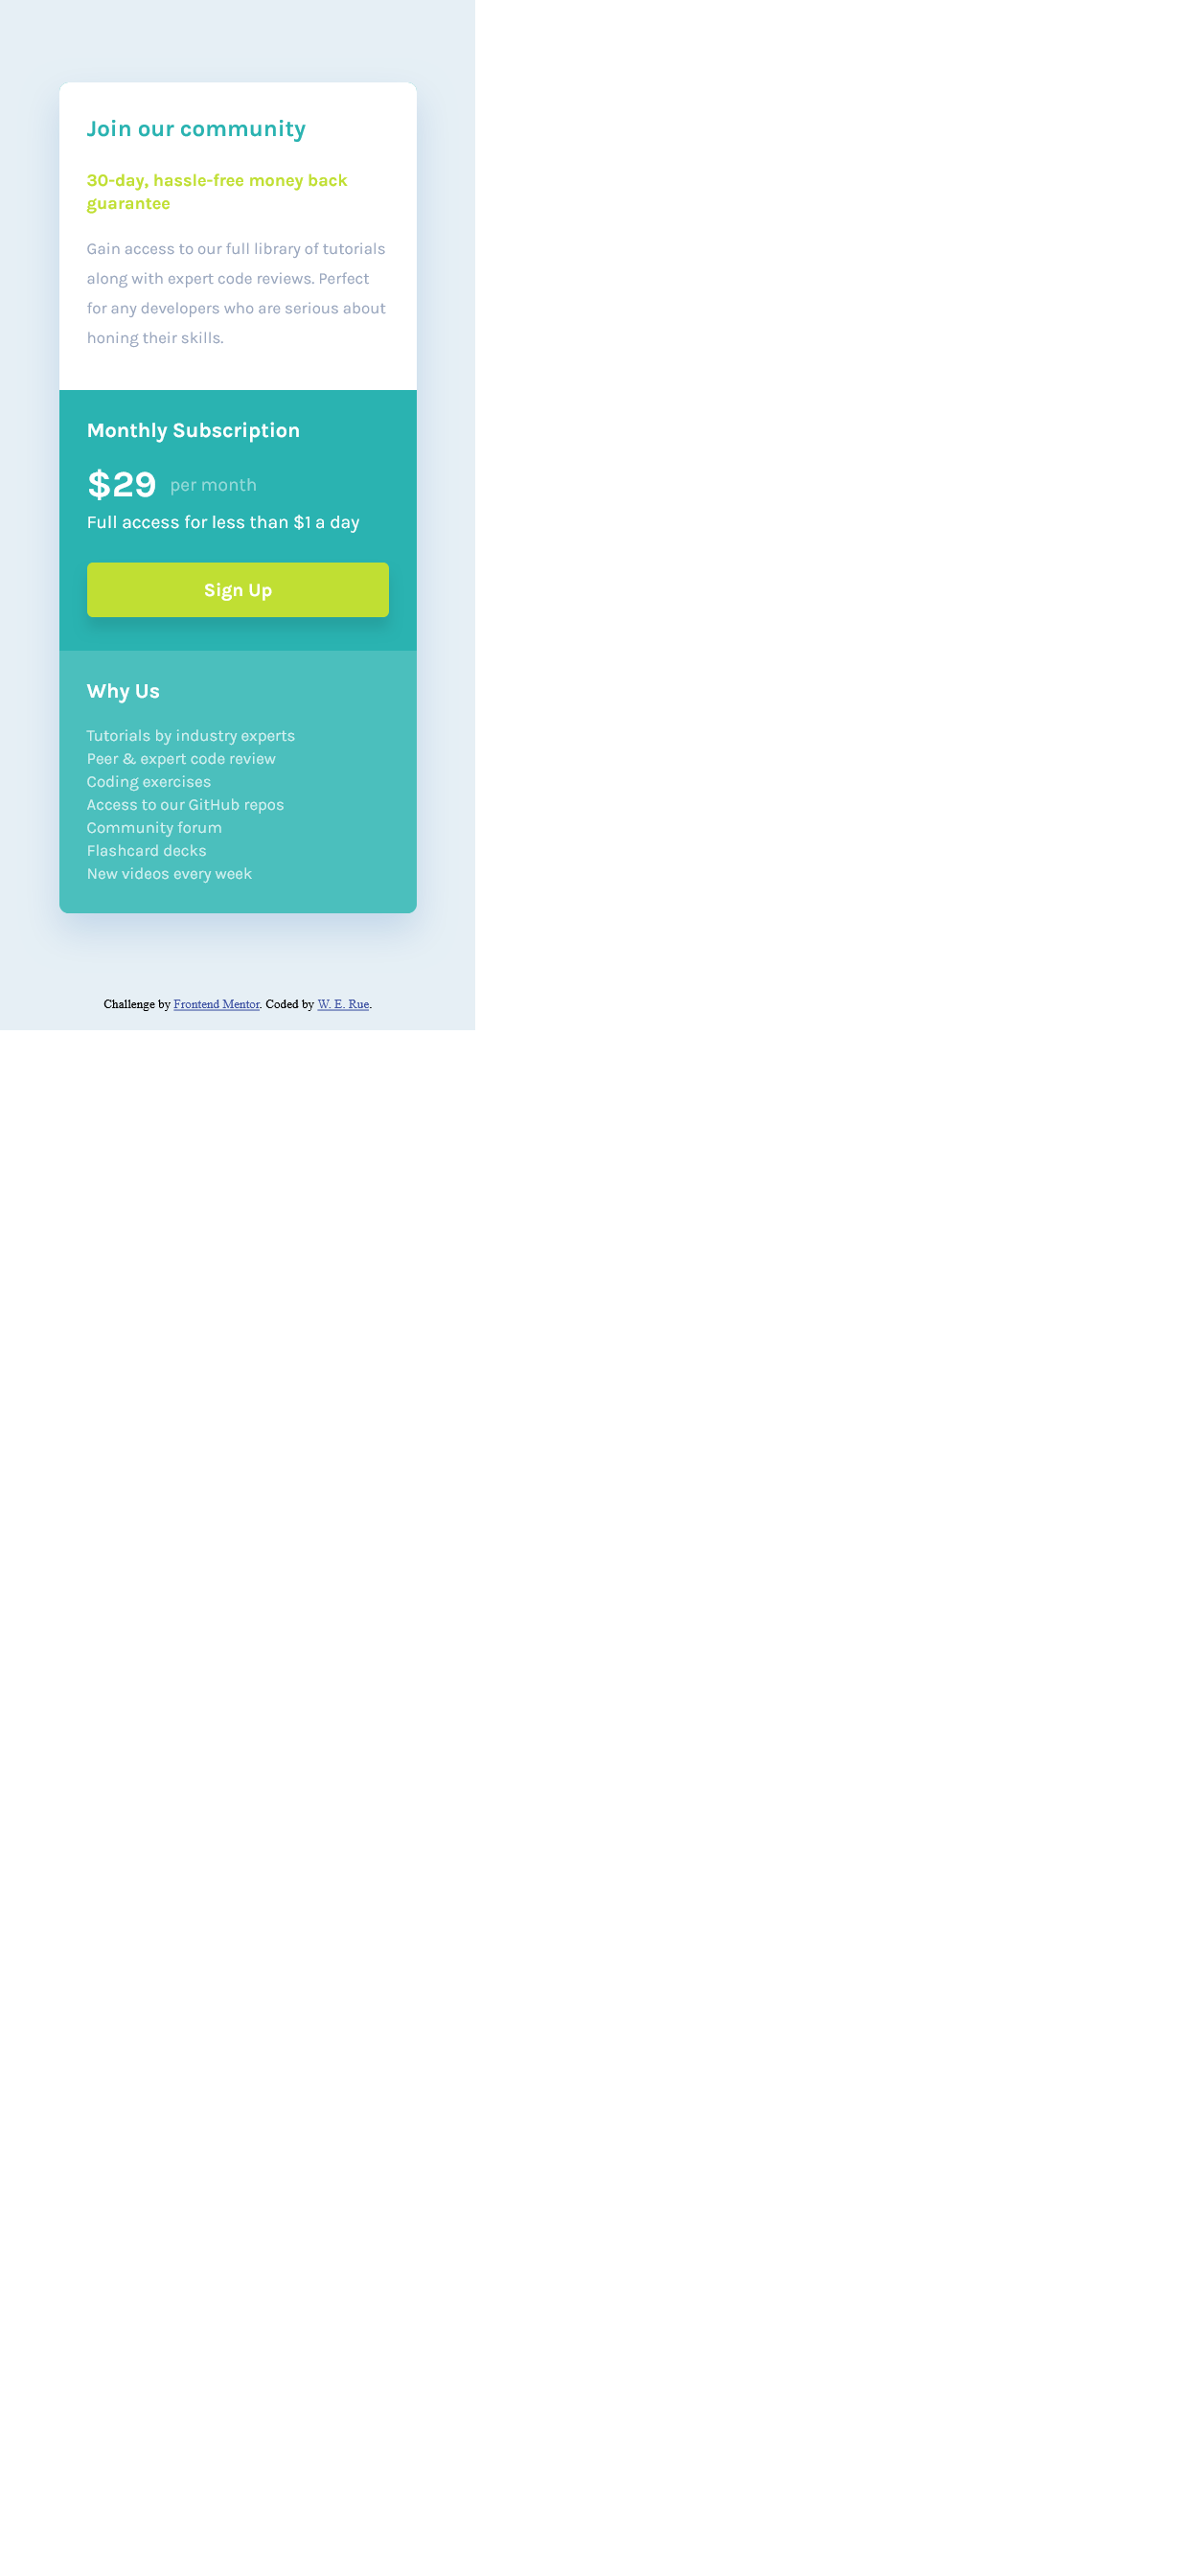 Join our community
30-day, hassle-free money back
guarantee
Gain access to our full library of tutorials
along with expert code reviews. Perfect
for any developers who are serious about
honing their skills.
Monthly Subscription
$29 per month
Full access for less than $1 a day
Sign Up
Why Us
Tutorials by industry experts
Peer & expert code review
Coding exercises
Access to our GitHub repos
Community forum
Flashcard decks
New videos every week
Challenge by Frontend Mentor. Coded by W. E. Rue.